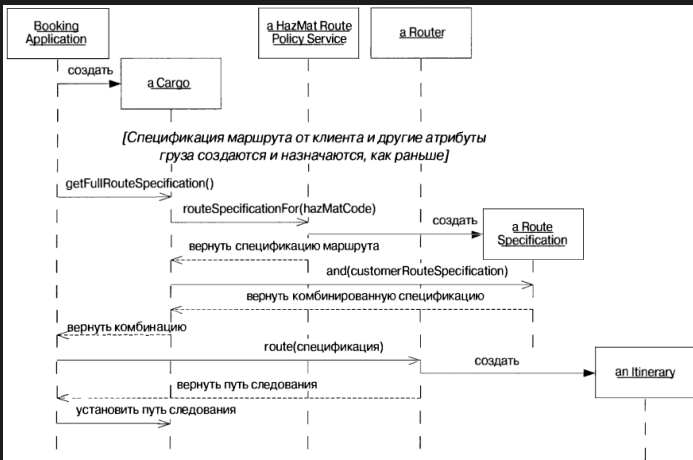 Booking
Application
a HazMat Route
Policy Service
a Router
создать
a Cargo
[Спецификация маршрута от клиента и другие атрибуты
груза создаются и назначаются, как раньше]
getFullRouteSpecification()
routeSpecificationFor(hazMatCode)
создать
a Route
Specification
вернуть спецификацию маршрута
and(customerRouteSpecification)
вернуть комбинированную спецификацию
вернуть комбинацию
route(спецификация)
создать
an Itinerary
вернуть путь следования
установить путь следования